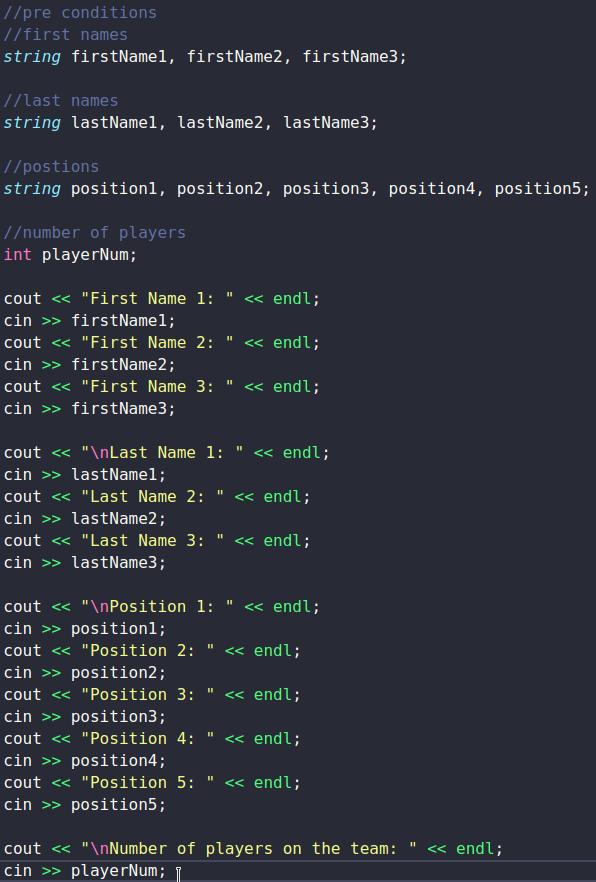 //pre conditions
//first names
string firstName1, firstName2, firstName3;
//last names
string lastName1, lastName2, lastName3;
//postions
string position1, position2, position3, position4, position5;
//number of players
int playerNum;
cout << "First Name 1: " << endl;
cin >> firstName1;
cout << "First Name 2: " << endl;
cin >> firstName2;
cout << "First Name 3: " << endl;
cin >> firstName3;
cout << "\nLast Name 1: " << endl;
cin >> lastName1;
cout << "Last Name 2: " << endl;
cin >> lastName2;
cout << "Last Name 3: " << endl;
cin >> lastName3;
cout << "\nPosition 1: " << endl;
cin >> position1;
cout << "Position 2: " << endl;
cin >> position2;
cout << "Position 3: " << endl;
cin >> position3;
cout << "Position 4: " << endl;
cin >> position4;
cout << "Position 5: " << endl;
cin >> position5;
cout << "\nNumber of players on the team: " << endl;
cin >> playerNum;